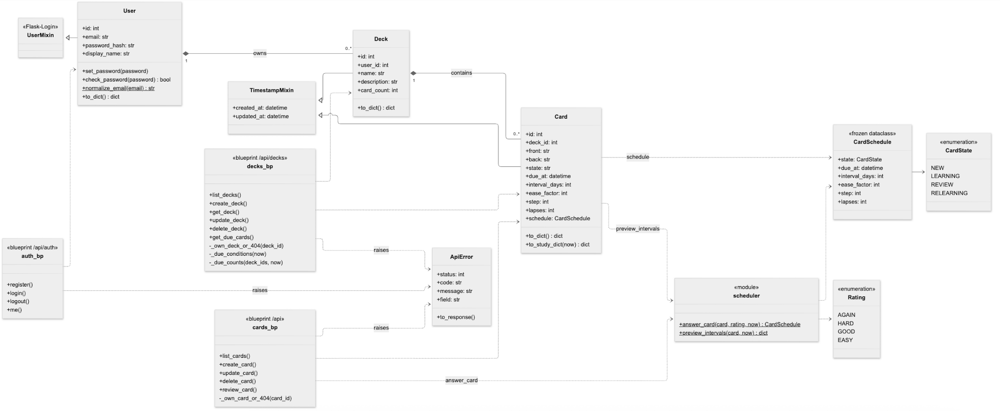 «Flask-Login»
UserMixin
User
+id: int
+email: str
+password_hash: str
+display_name: str
+set_password(password)
+check_password(password) : bool
+normalize_email(email) : str
+to_dict() : dict
1
owns
0..*
Deck
+id: int
+user_id: int
+name: str
+description: str
+card_count: int
+to_dict() : dict
1
contains
0..*
TimestampMixin
+created_at: datetime
+updated_at: datetime
Card
+id: int
+deck_id: int
+front: str
+back: str
+state: str
+due_at: datetime
+interval_days: int
+ease_factor: int
+step: int
+lapses: int
+schedule: CardSchedule
+to_dict() : dict
+to_study_dict(now) : dict
schedule
preview_intervals
«frozen dataclass»
CardSchedule
+state: CardState
+due_at: datetime
+interval_days: int
+ease_factor: int
+step: int
+lapses: int
«enumeration»
CardState
NEW
LEARNING
REVIEW
RELEARNING
«blueprint /api/decks»
decks_bp
+list_decks()
+create_deck()
+get_deck()
+update_deck()
+delete_deck()
+get_due_cards()
-_own_deck_or_404(deck_id)
-_due_conditions(now)
-_due_counts(deck_ids, now)
raises
«blueprint /api/auth»
auth_bp
+register()
+login()
+logout()
+me()
raises
ApiError
+status: int
+code: str
+message: str
+field: str
+to_response()
«blueprint /api»
cards_bp
+list_cards()
+create_card()
+update_card()
+delete_card()
+review_card()
-_own_card_or_404(card_id)
raises
answer_card
«module»
scheduler
+answer_card(card, rating, now) : CardSchedule
+preview_intervals(card, now) : dict
«enumeration»
Rating
AGAIN
HARD
GOOD
EASY